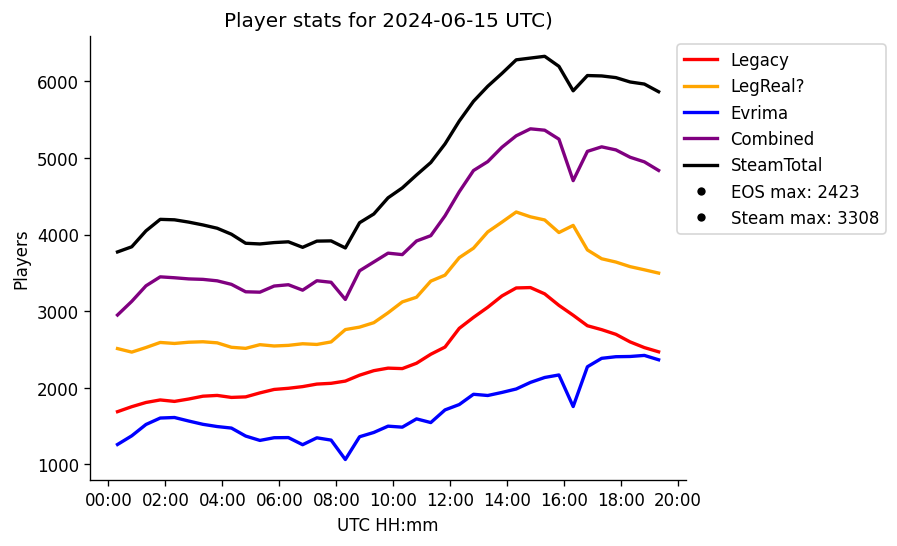 Player stats for 2024-06-15 UTC)
Players
6000
5000
4000
3000
2000
1000
00:00 02:00 04:00 06:00 08:00 10:00 12:00 14:00 16:00 18:00 20:00
UTC HH:mm
Legacy
LegReal?
Evrima
Combined
SteamTotal
EOS max: 2423
Steam max: 3308